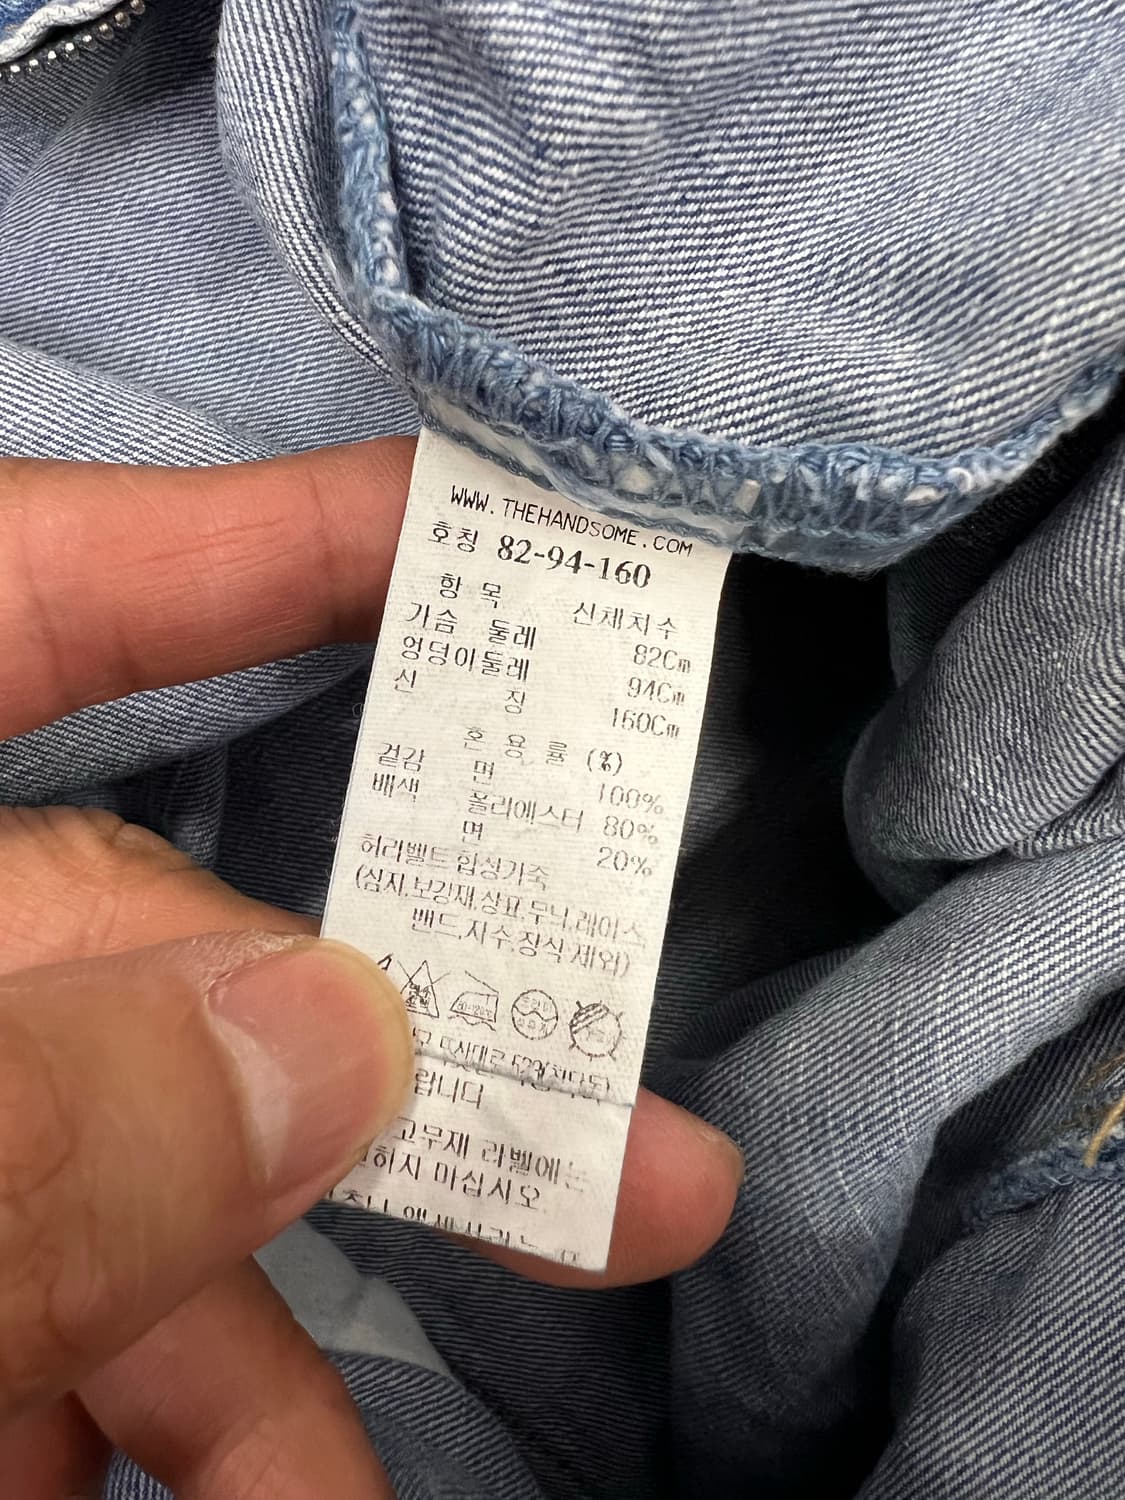 WWW. THEHANDSOME.COM
호칭 82-94-160
항 목 신체치수
가슴 둘레 82Cm
엉덩이둘레 94Cm
신 장 160Cm
혼 용 률 (%)
겉감 면 100%
배색 폴리에스터 80%
면 20%
허리벨트 합성가죽
(심지.보강재.상표.무늬.레이스
밴드.자수.장식.제외)
랍니다
고무재 라벨에는
마십시오.